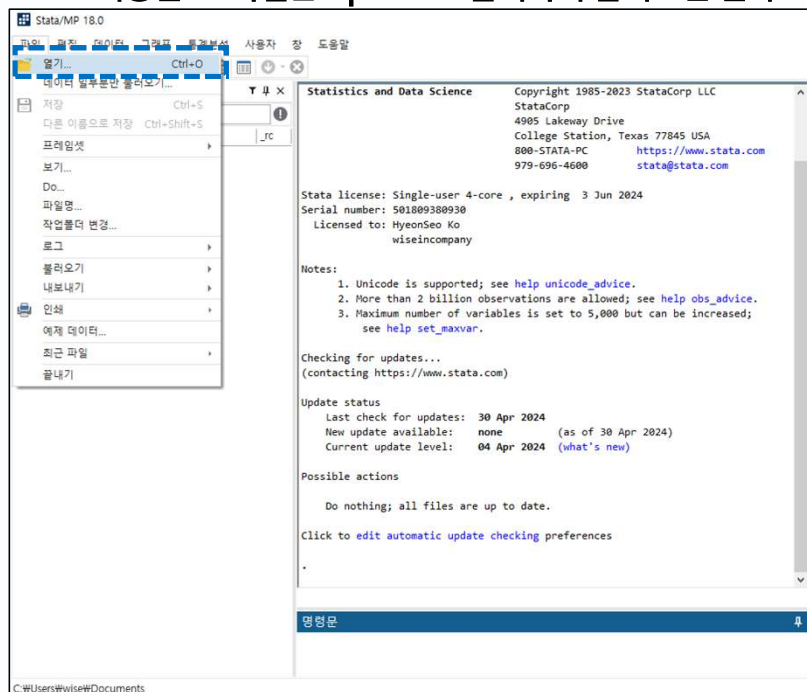 Stata/MP 18.0
파일 편집 데이터 그래프 통계분석 사용자 창 도움말
열기... Ctrl+O
데이터 일부분만 불러오기...
저장 Ctrl+S
다른 이름으로 저장 Ctrl+Shift+S
프레임셋
보기...
Do...
파일명...
작업폴더 변경...
로그
불러오기
내보내기
인쇄
예제 데이터...
최근 파일
끝내기
_rc
Statistics and Data Science Copyright 1985-2023 StataCorp LLC
StataCorp
4905 Lakeway Drive
College Station, Texas 77845 USA
800-STATA-PC https://www.stata.com
979-696-4600 stata@stata.com
Stata license: Single-user 4-core , expiring 3 Jun 2024
Serial number: 501809380930
Licensed to: HyeonSeo Ko
wiseincompany
Notes:
1. Unicode is supported; see help unicode_advice.
2. More than 2 billion observations are allowed; see help obs_advice.
3. Maximum number of variables is set to 5,000 but can be increased;
see help set_maxvar.
Checking for updates...
(contacting https://www.stata.com)
Update status
Last check for updates: 30 Apr 2024
New update available: none (as of 30 Apr 2024)
Current update level: 04 Apr 2024 (what's new)
Possible actions
Do nothing; all files are up to date.
Click to edit automatic update checking preferences
.
명령문
C:₩Users₩wise₩Documents